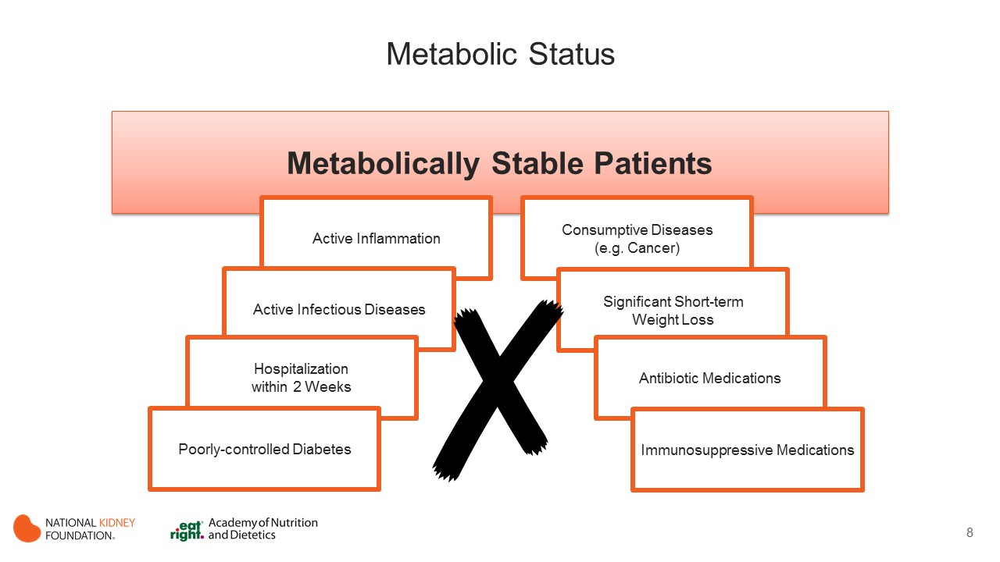 Metabolic Status
Metabolically Stable Patients
Active Inflammation
Consumptive Diseases
(e.g. Cancer)
Active Infectious Diseases
Significant Short-term
Weight Loss
Hospitalization
within 2 Weeks
Antibiotic Medications
Poorly-controlled Diabetes
Immunosuppressive Medications
NATIONAL KIDNEY
FOUNDATION®
eat
right.
Academy of Nutrition
and Dietetics
8